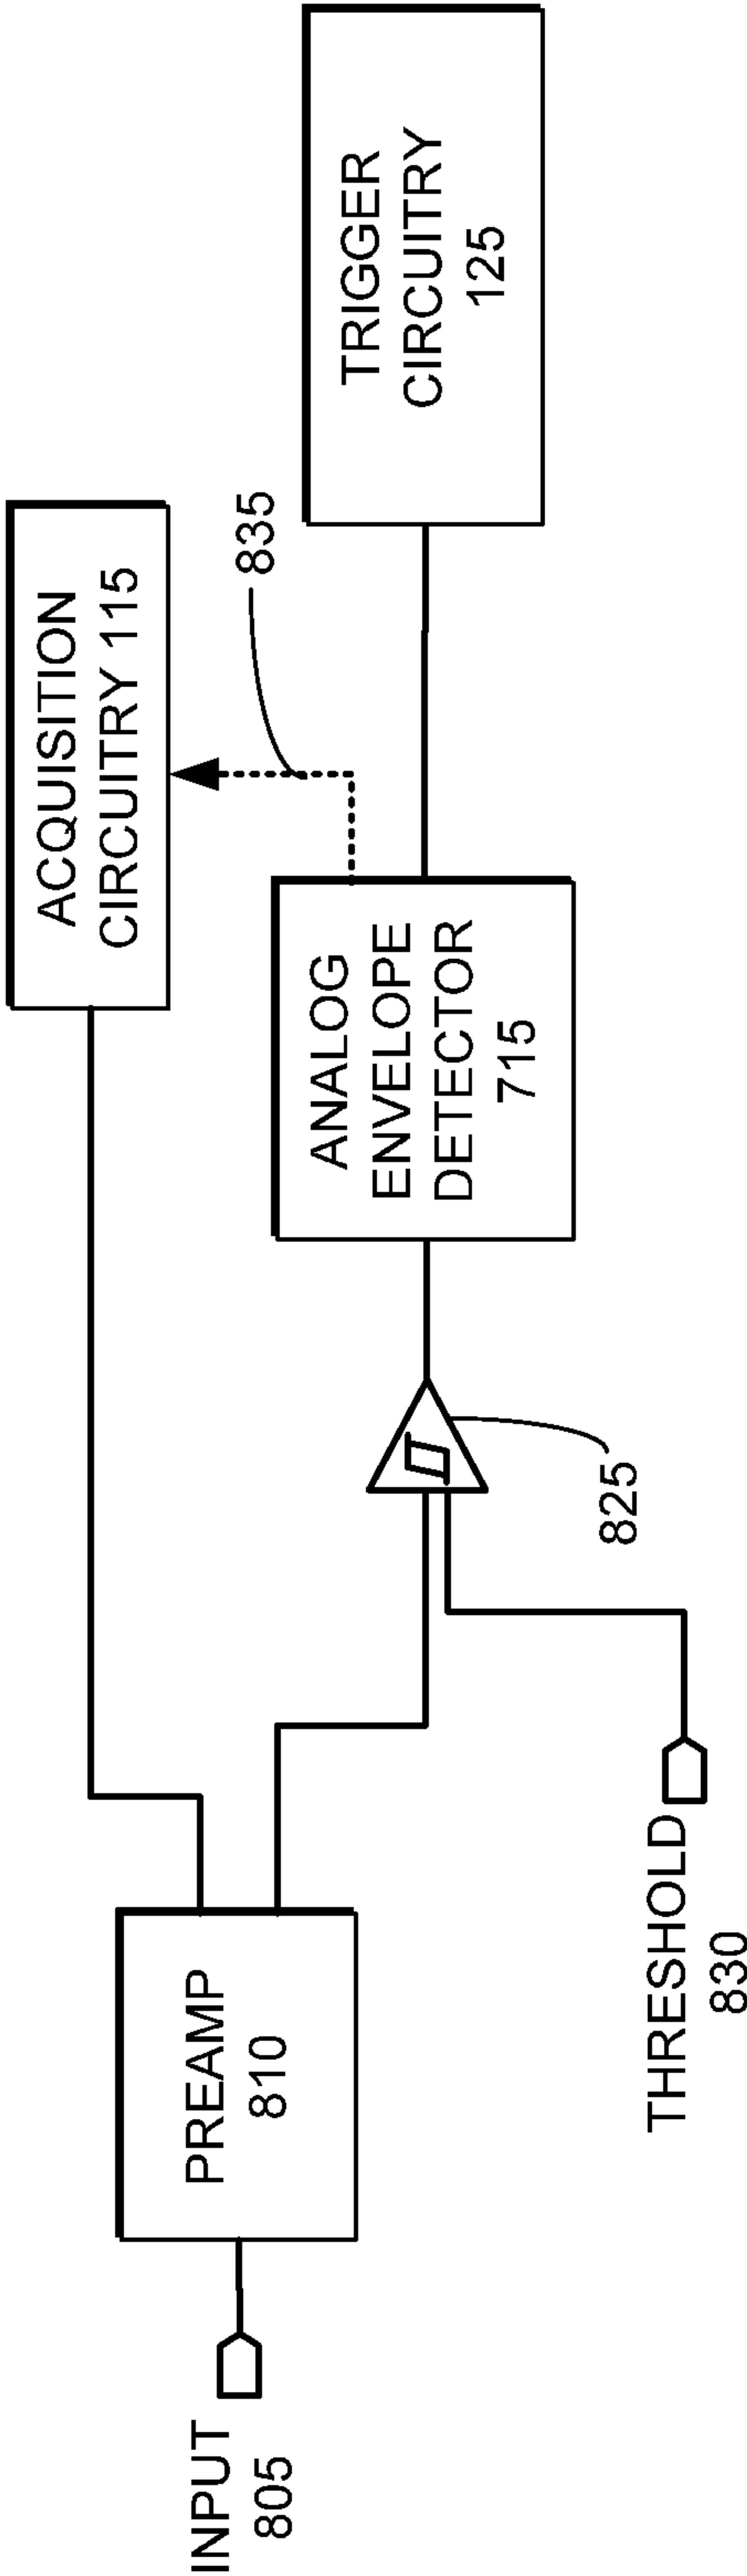 INPUT
805
PREAMP
810
THRESHOLD
830
825
ANALOG
ENVELOPE
DETECTOR
715
835
ACQUISITION
CIRCUITRY 115
TRIGGER
CIRCUITRY
125